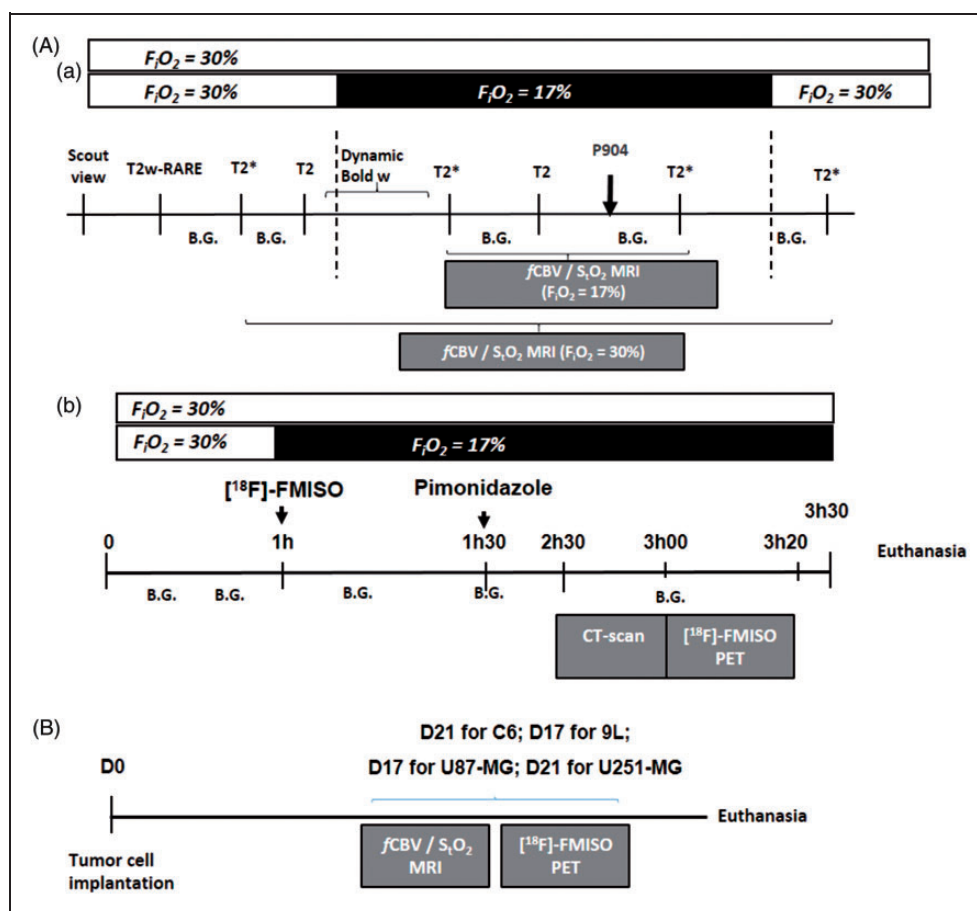 (A)
(a)
FiO2 = 30%
FiO2 = 30% FiO2 = 17% FiO2 = 30%
Scout view
T2w-RARE
T2*
T2
Dynamic Bold w
T2*
T2
P904
T2*
T2*
B.G. B.G. B.G. B.G. B.G.
fCBV / StO2 MRI
(FiO2 = 17%)
fCBV / StO2 MRI (FiO2 = 30%)
(b)
FiO2 = 30%
FiO2 = 30% FiO2 = 17%
[18F]-FMISO Pimonidazole
3h30
0 1h 1h30 2h30 3h00 3h20
Euthanasia
B.G. B.G. B.G. B.G. B.G.
CT-scan
[18F]-FMISO
PET
(B)
D21 for C6; D17 for 9L;
D0 D17 for U87-MG; D21 for U251-MG
Euthanasia
fCBV / StO2
MRI
[18F]-FMISO
PET
Tumor cell
implantation